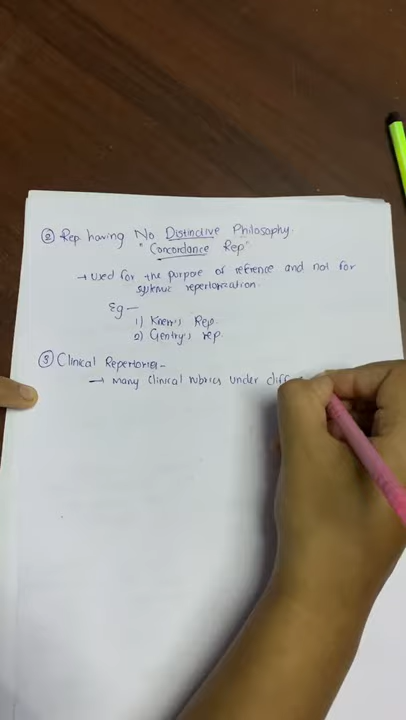 ② Rep. having No Distinctive Philosophy.
"Concordance Rep"
→ Used for the purpose of refrence and not for
systemic repertorization.
Eg —
1) Knerr's Rep.
2) Gentry's rep.
③ Clinical Repertories -
→ Many Clinical rubrics under